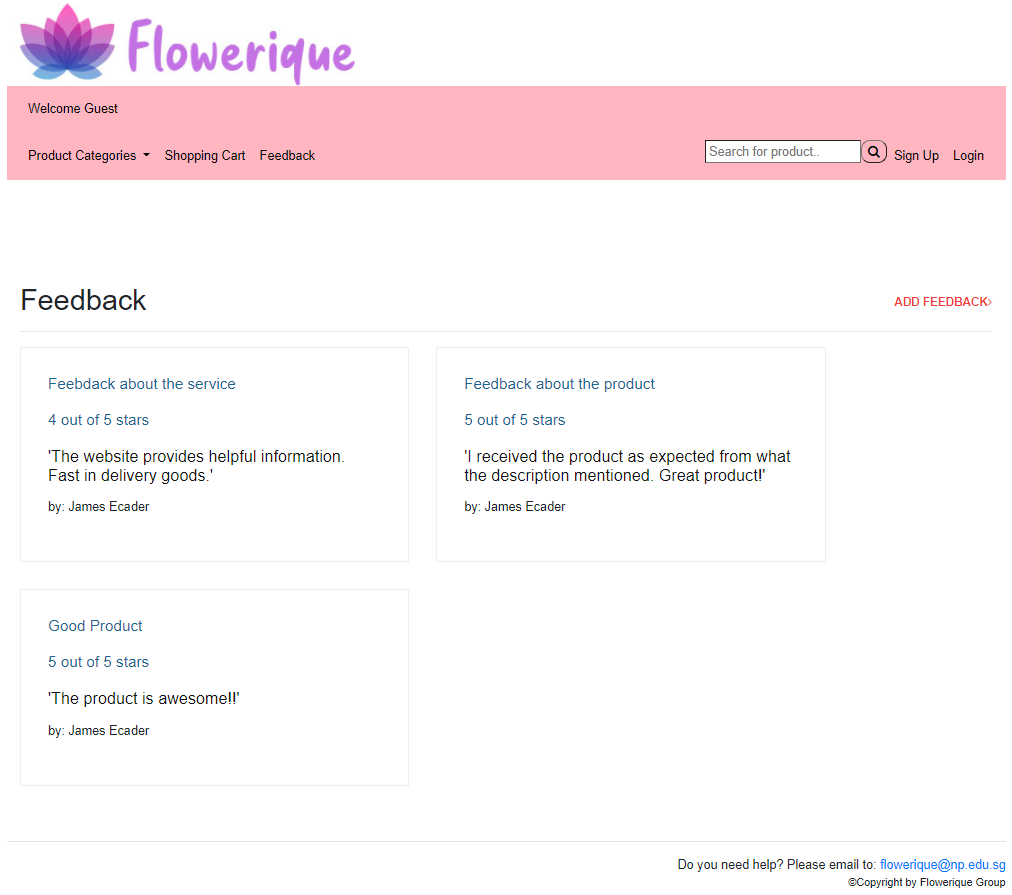 Flowerique
Welcome Guest
Product Categories Shopping Cart Feedback Search for product.. Sign Up Login
Feedback
ADD FEEDBACK›
Feebdack about the service
4 out of 5 stars
'The website provides helpful information.
Fast in delivery goods.'
by: James Ecader
Feedback about the product
5 out of 5 stars
'I received the product as expected from what
the description mentioned. Great product!'
by: James Ecader
Good Product
5 out of 5 stars
'The product is awesome!!'
by: James Ecader
Do you need help? Please email to: flowerique@np.edu.sg
©Copyright by Flowerique Group